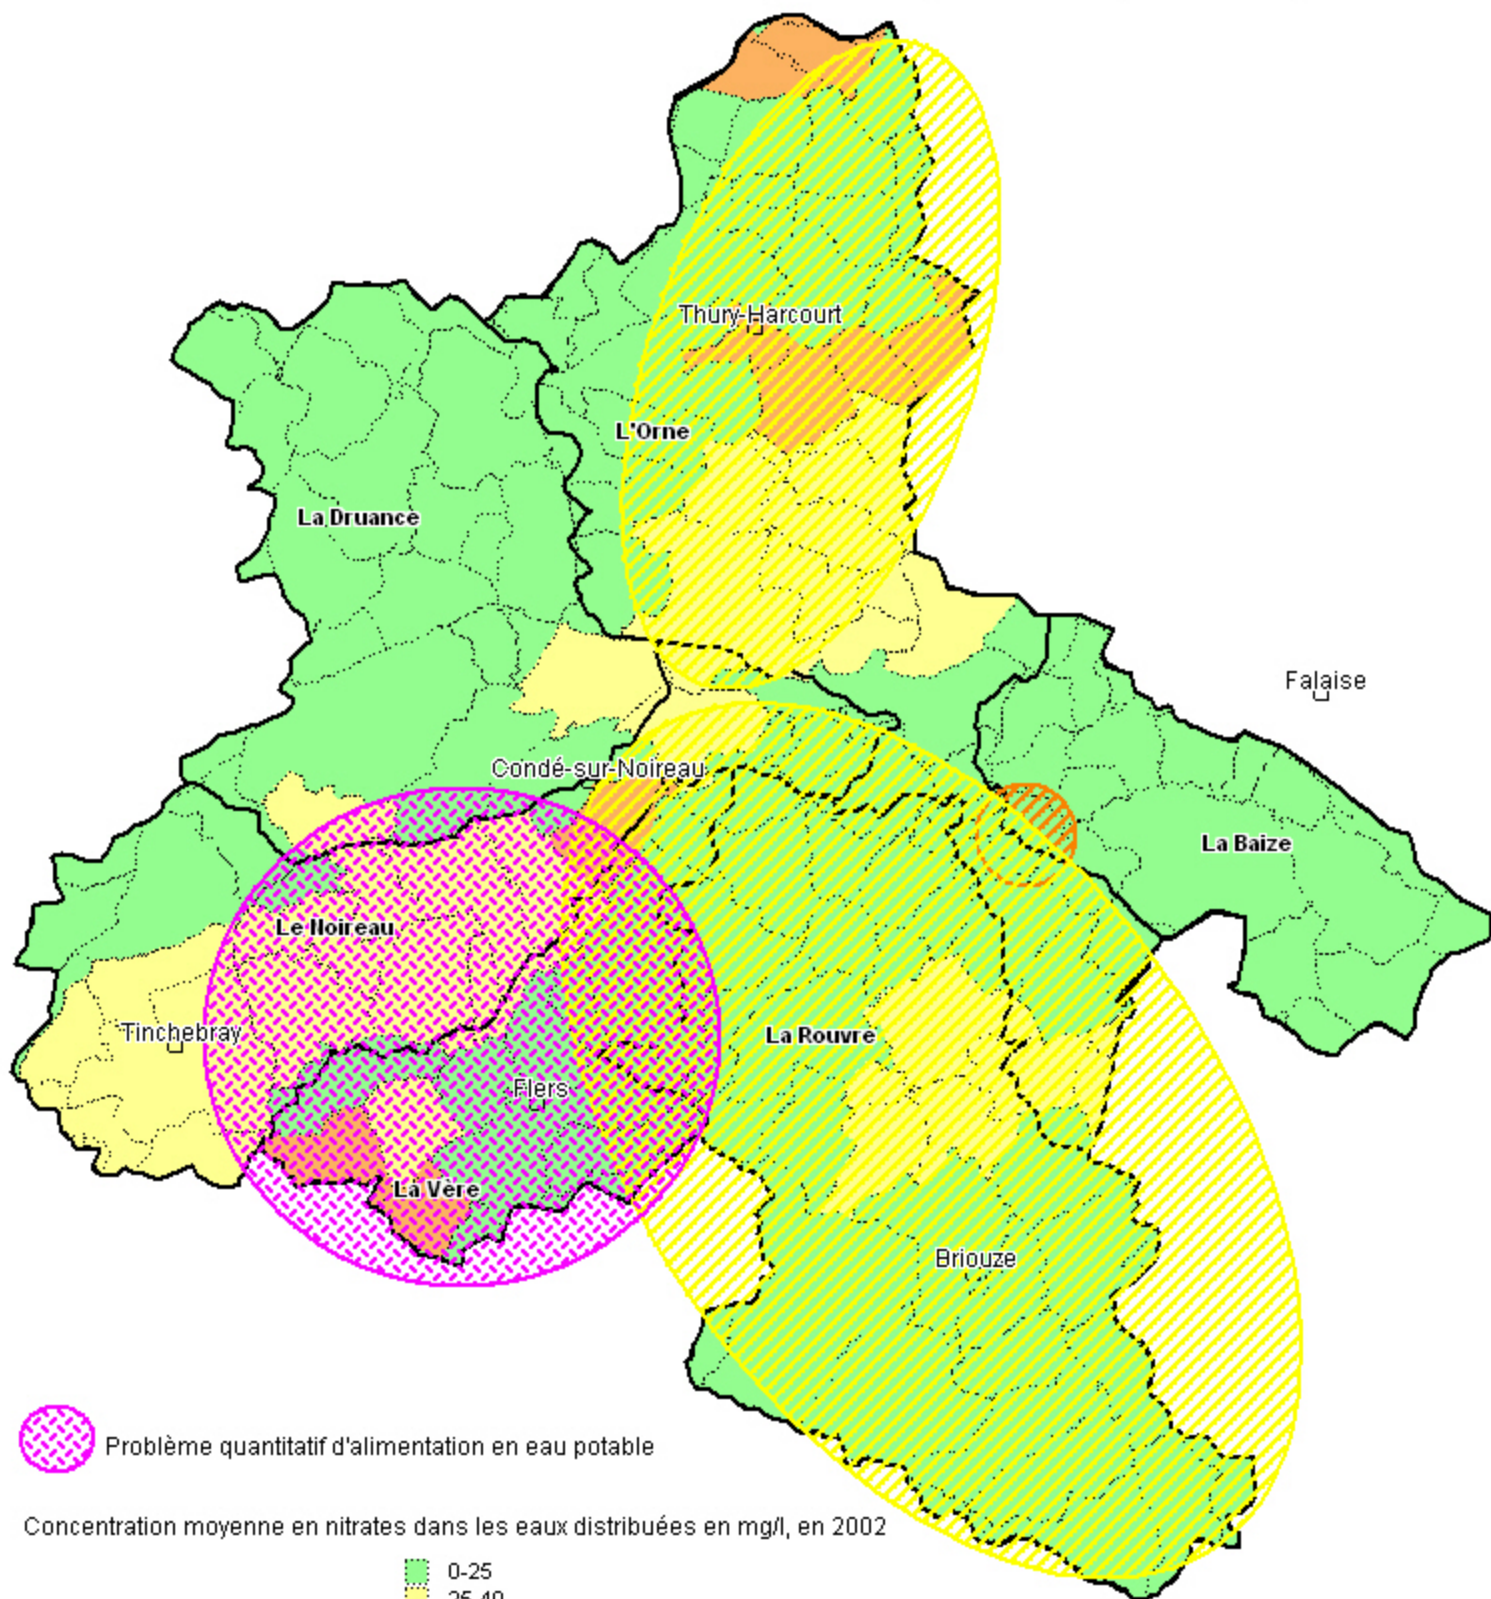 Thury-Harcourt
L'Orne
La Druance
Falaise
Condé-sur-Noireau
La Baize
Le Noireau
Tinchebray
La Rouvre
Flers
La Vère
Briouze
Problème quantitatif d'alimentation en eau potable
Concentration moyenne en nitrates dans les eaux distribuées en mg/l, en 2002
0-25
25-40